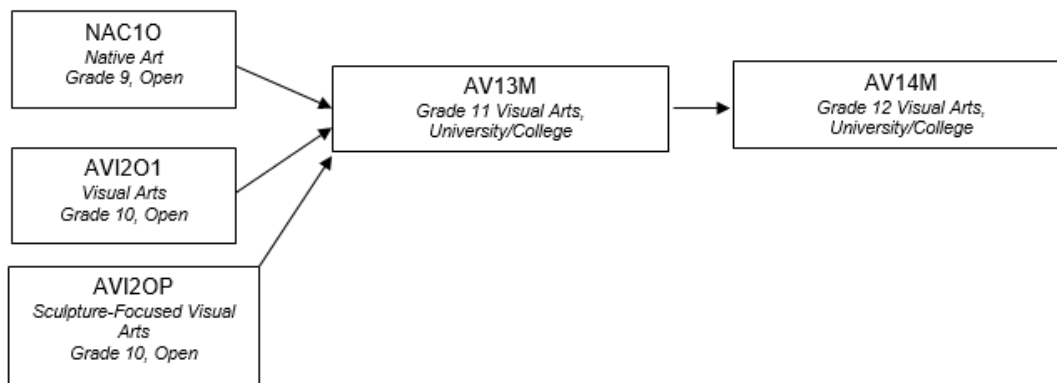 NAC1O
Native Art
Grade 9, Open
AV13M
Grade 11 Visual Arts,
University/College
AV14M
Grade 12 Visual Arts,
University/College
AVI2O1
Visual Arts
Grade 10, Open
AVI2OP
Sculpture-Focused Visual
Arts
Grade 10, Open